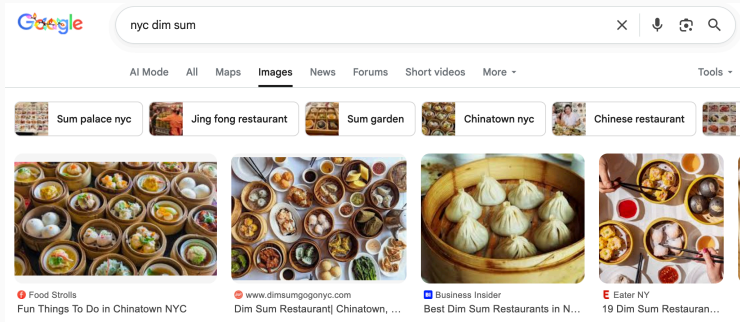 Google
nyc dim sum
AI Mode All Maps Images News Forums Short videos More Tools
Sum palace nyc Jing fong restaurant Sum garden Chinatown nyc Chinese restaurant
Food Strolls www.dimsumgogonyc.com Business Insider Eater NY
Fun Things To Do in Chinatown NYC Dim Sum Restaurant| Chinatown, ... Best Dim Sum Restaurants in N... 19 Dim Sum Restauran...